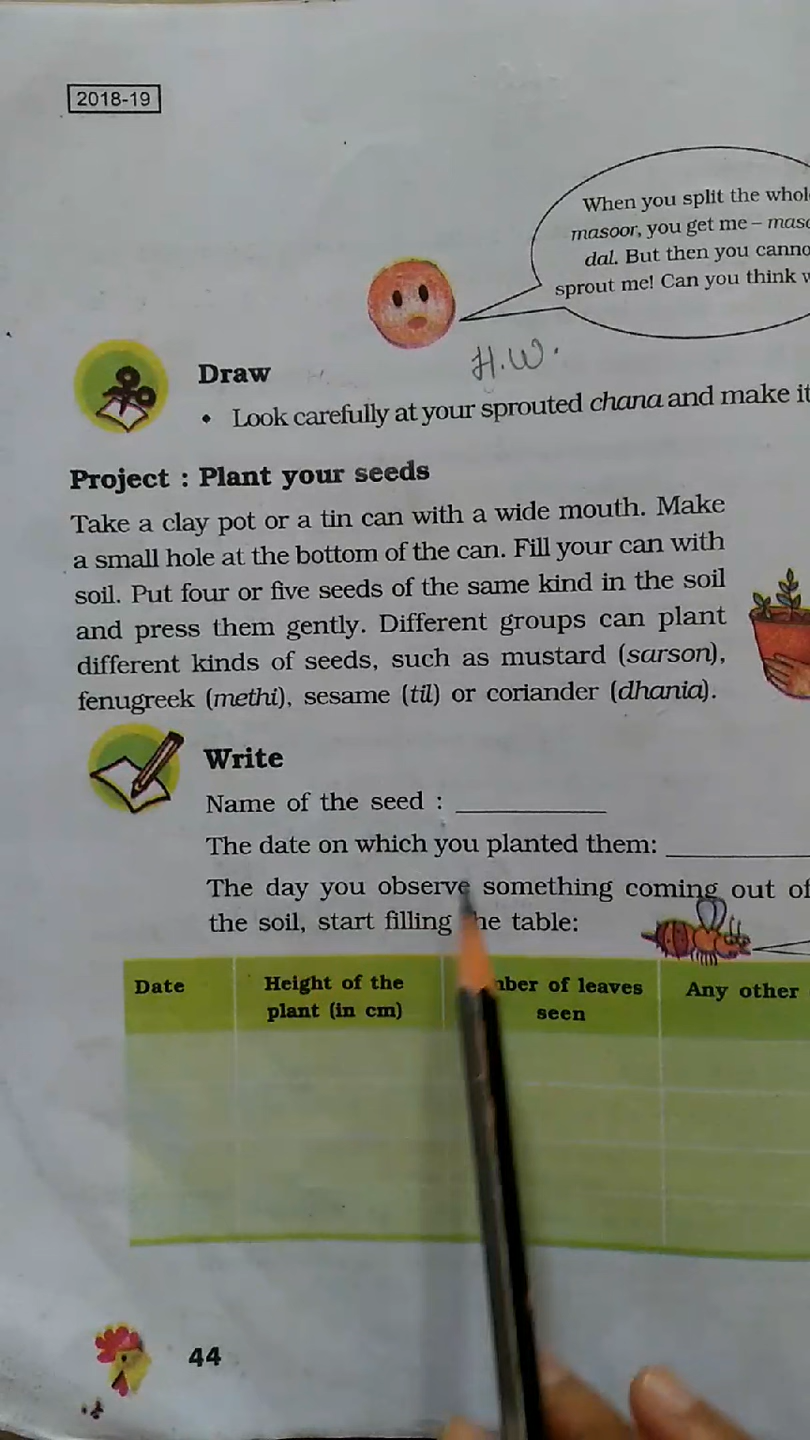 2018-19
When you split the
masoor, you get me –
dal. But then you
sprout me! Can you think
H.W.
Draw
• Look carefully at your sprouted chana and make it
Project : Plant your seeds
Take a clay pot or a tin can with a wide mouth. Make
a small hole at the bottom of the can. Fill your can with
soil. Put four or five seeds of the same kind in the soil
and press them gently. Different groups can plant
different kinds of seeds, such as mustard (sarson),
fenugreek (methi), sesame (til) or coriander (dhania).
Write
Name of the seed : ___________
The date on which you planted them: ___________
The day you observe something coming out of
the soil, start filling the table:
Date
Height of the
plant (in cm)
of leaves
seen
Any other
44